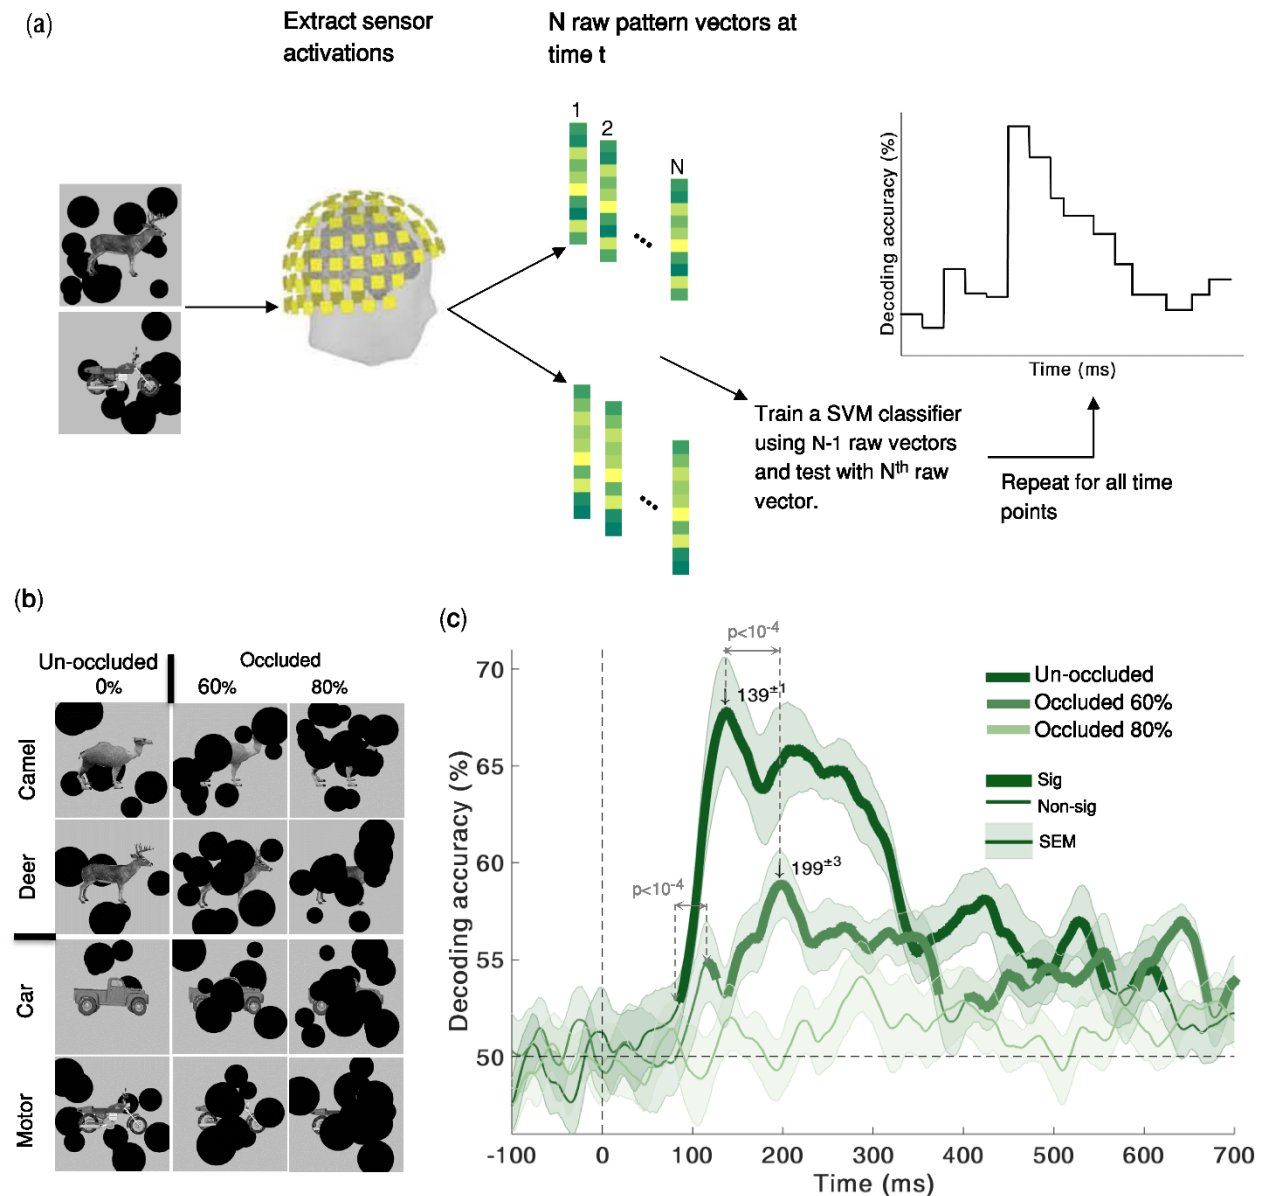 (a)
Extract sensor
activations
N raw pattern vectors at
time t
1
2
N
Decoding accuracy (%)
Time (ms)
Train a SVM classifier
using N-1 raw vectors
and test with Nth raw
vector.
Repeat for all time
points
(b)
Un-occluded
Occluded
0%
60%
80%
Camel
Deer
Car
Motor
(c)
p<10-4
139±1
p<10-4
199±3
Un-occluded
Occluded 60%
Occluded 80%
Sig
Non-sig
SEM
Decoding accuracy (%)
70
65
60
55
50
-100 0 100 200 300 400 500 600 700
Time (ms)